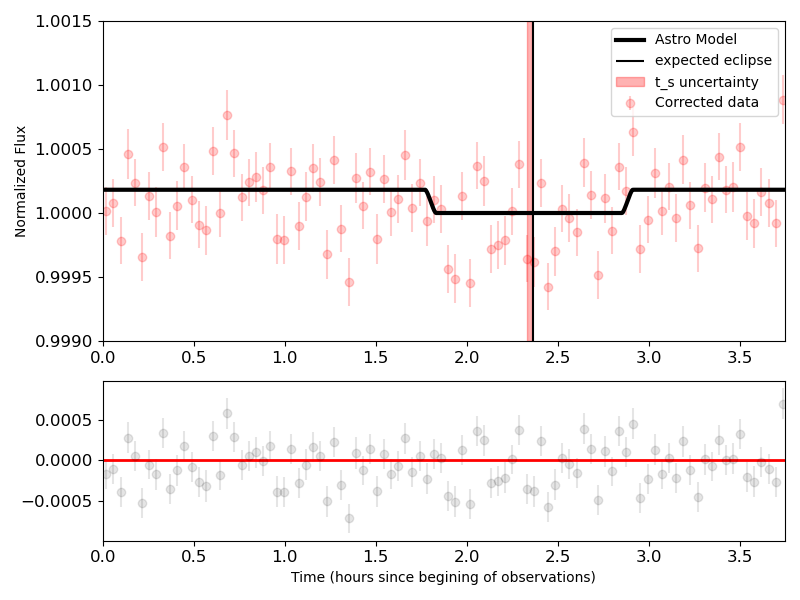 1.0015
1.0010
1.0005
1.0000
0.9995
0.9990
Normalized Flux
Astro Model
expected eclipse
t_s uncertainty
Corrected data
0.0 0.5 1.0 1.5 2.0 2.5 3.0 3.5
0.0005
0.0000
−0.0005
0.0 0.5 1.0 1.5 2.0 2.5 3.0 3.5
Time (hours since begining of observations)